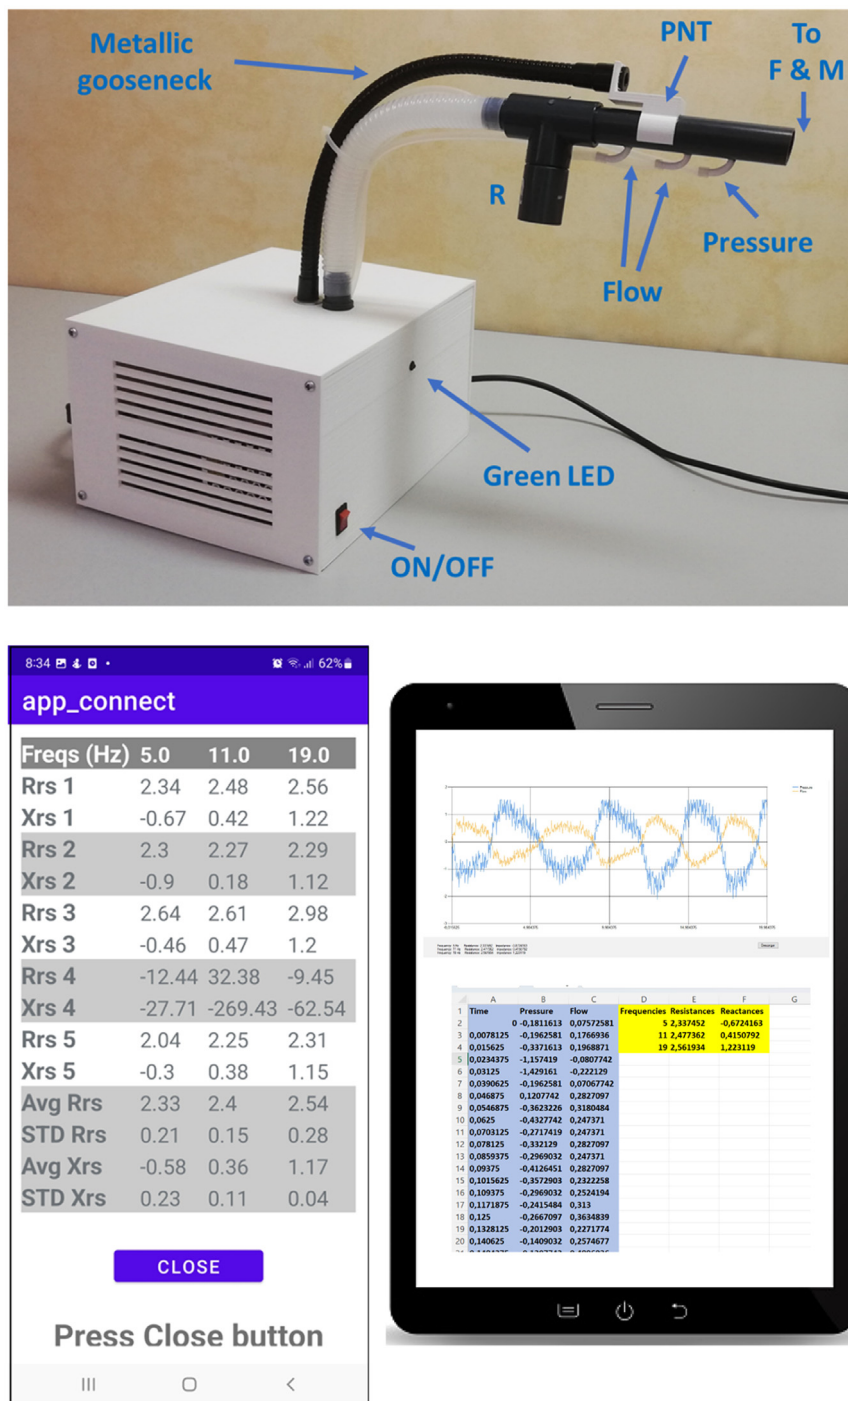 Metallic
gooseneck
PNT
To
F & M
R
Pressure
Flow
Green LED
ON/OFF
8:34 62%
app_connect
Freqs (Hz) 5.0 11.0 19.0
Rrs 1 2.34 2.48 2.56
Xrs 1 -0.67 0.42 1.22
Rrs 2 2.3 2.27 2.29
Xrs 2 -0.9 0.18 1.12
Rrs 3 2.64 2.61 2.98
Xrs 3 -0.46 0.47 1.2
Rrs 4 -12.44 32.38 -9.45
Xrs 4 -27.71 -269.43 -62.54
Rrs 5 2.04 2.25 2.31
Xrs 5 -0.3 0.38 1.15
Avg Rrs 2.33 2.4 2.54
STD Rrs 0.21 0.15 0.28
Avg Xrs -0.58 0.36 1.17
STD Xrs 0.23 0.11 0.04
CLOSE
Press Close button
A B C D E F G
1 Time Pressure Flow Frequencies Resistances Reactances
2 0 -0,1811613 0,07572581 5 2,337452 -0,6724163
3 0,0078125 -0,1962581 0,1766936 11 2,477362 0,4150792
4 0,015625 -0,3371613 0,1968871 19 2,561934 1,223119
5 0,0234375 -1,157419 -0,0807742
6 0,03125 -1,429161 -0,222129
7 0,0390625 -0,1962581 0,07067742
8 0,046875 0,1207742 0,2827097
9 0,0546875 -0,3623226 0,3180484
10 0,0625 -0,4327742 0,247371
11 0,0703125 -0,2717419 0,247371
12 0,078125 -0,332129 0,2827097
13 0,0859375 -0,2969032 0,247371
14 0,09375 -0,4126451 0,2827097
15 0,1015625 -0,3572903 0,2322258
16 0,109375 -0,2969032 0,2524194
17 0,1171875 -0,2415484 0,313
18 0,125 -0,2667097 0,3634839
19 0,1328125 -0,2012903 0,2271774
20 0,140625 -0,1409032 0,2574677